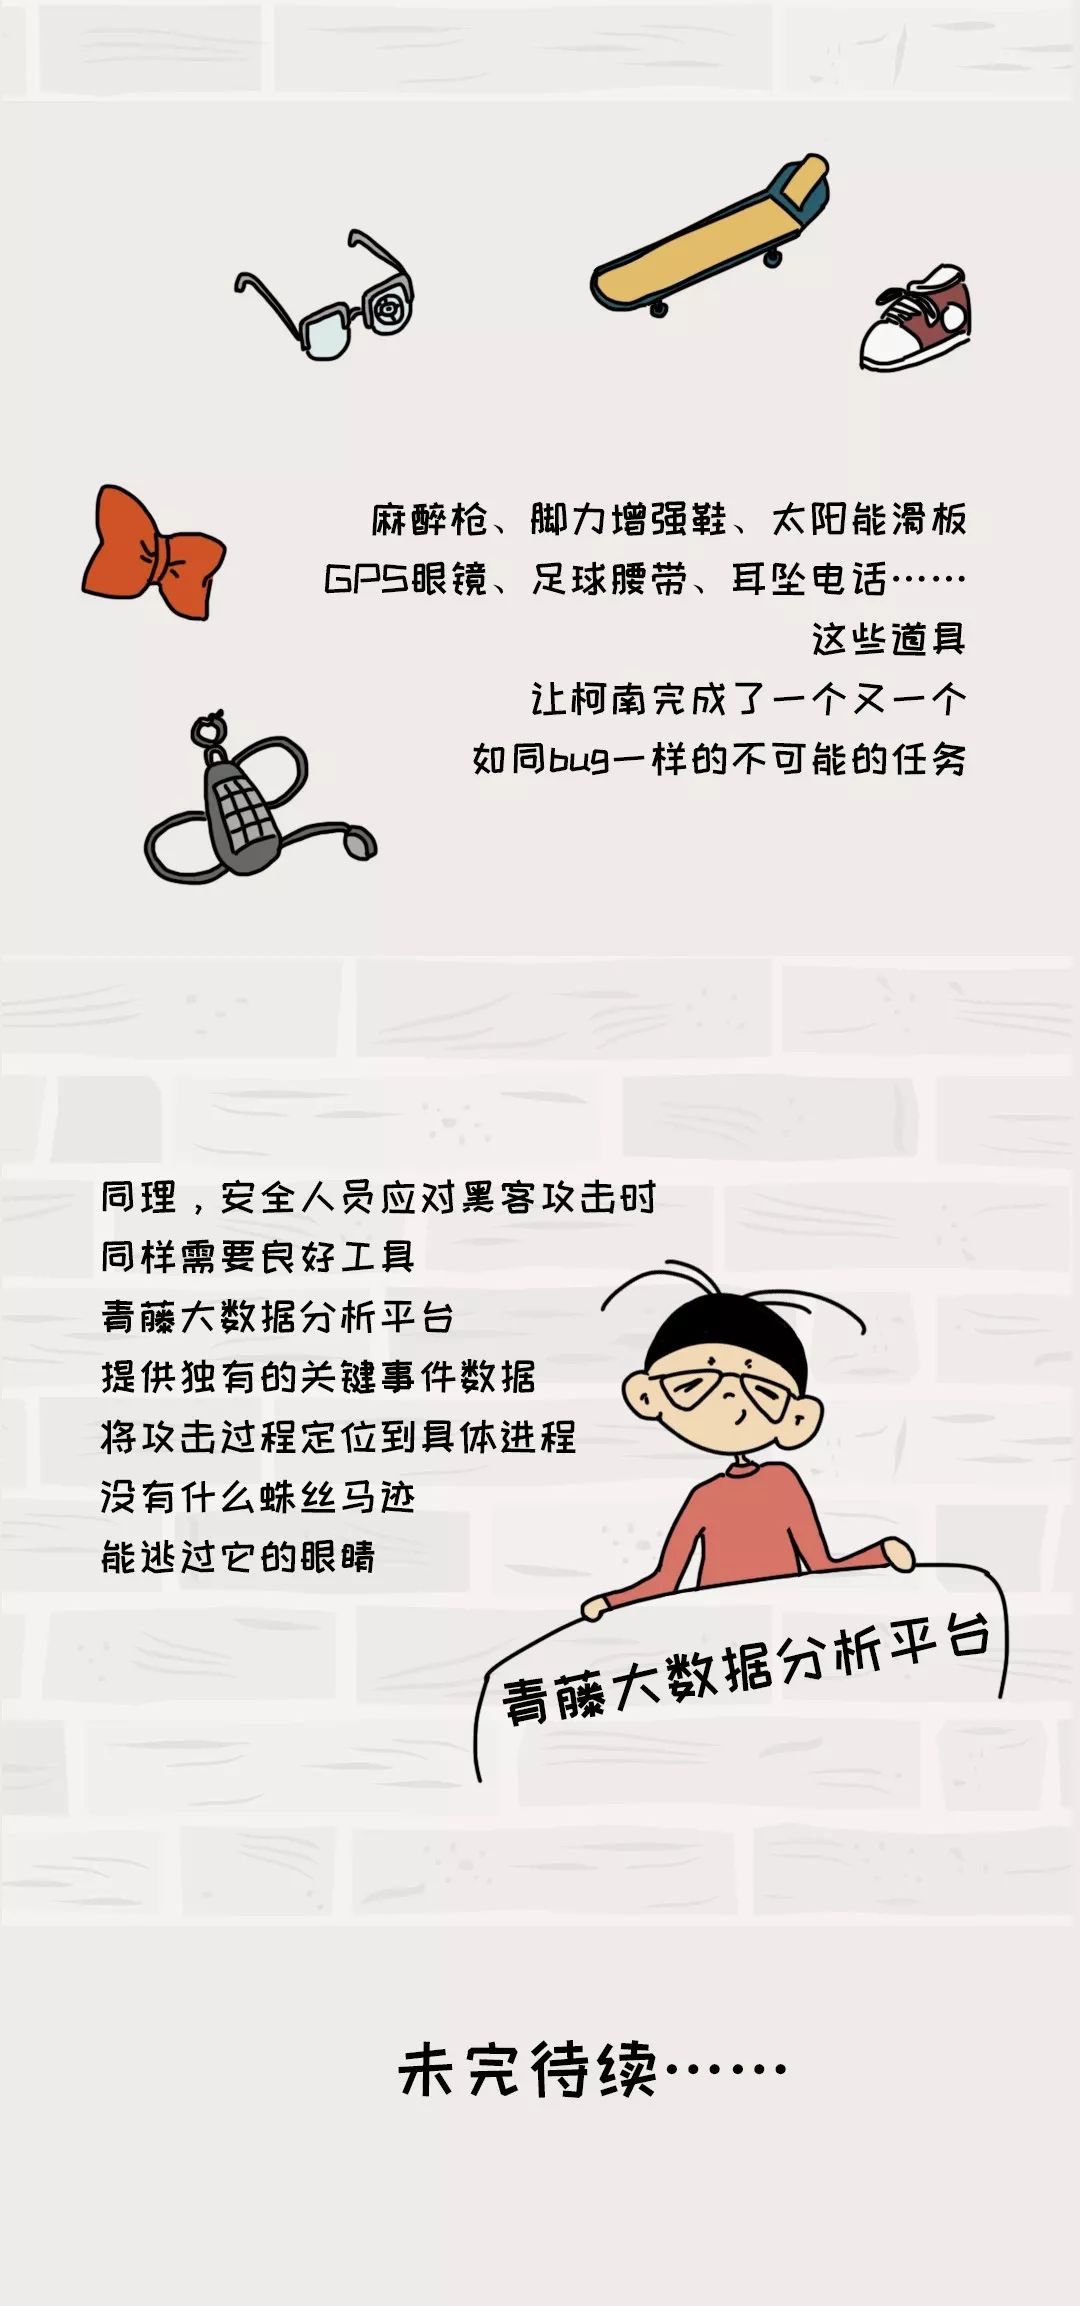 麻醉枪、脚力增强鞋、太阳能滑板
GPS眼镜、足球腰带、耳坠电话……
这些道具
让柯南完成了一个又一个
如同bug一样的不可能的任务
同理，安全人员应对黑客攻击时
同样需要良好工具
青藤大数据分析平台
提供独有的关键事件数据
将攻击过程定位到具体进程
没有什么蛛丝马迹
能逃过它的眼睛
青藤大数据分析平台
未完待续……